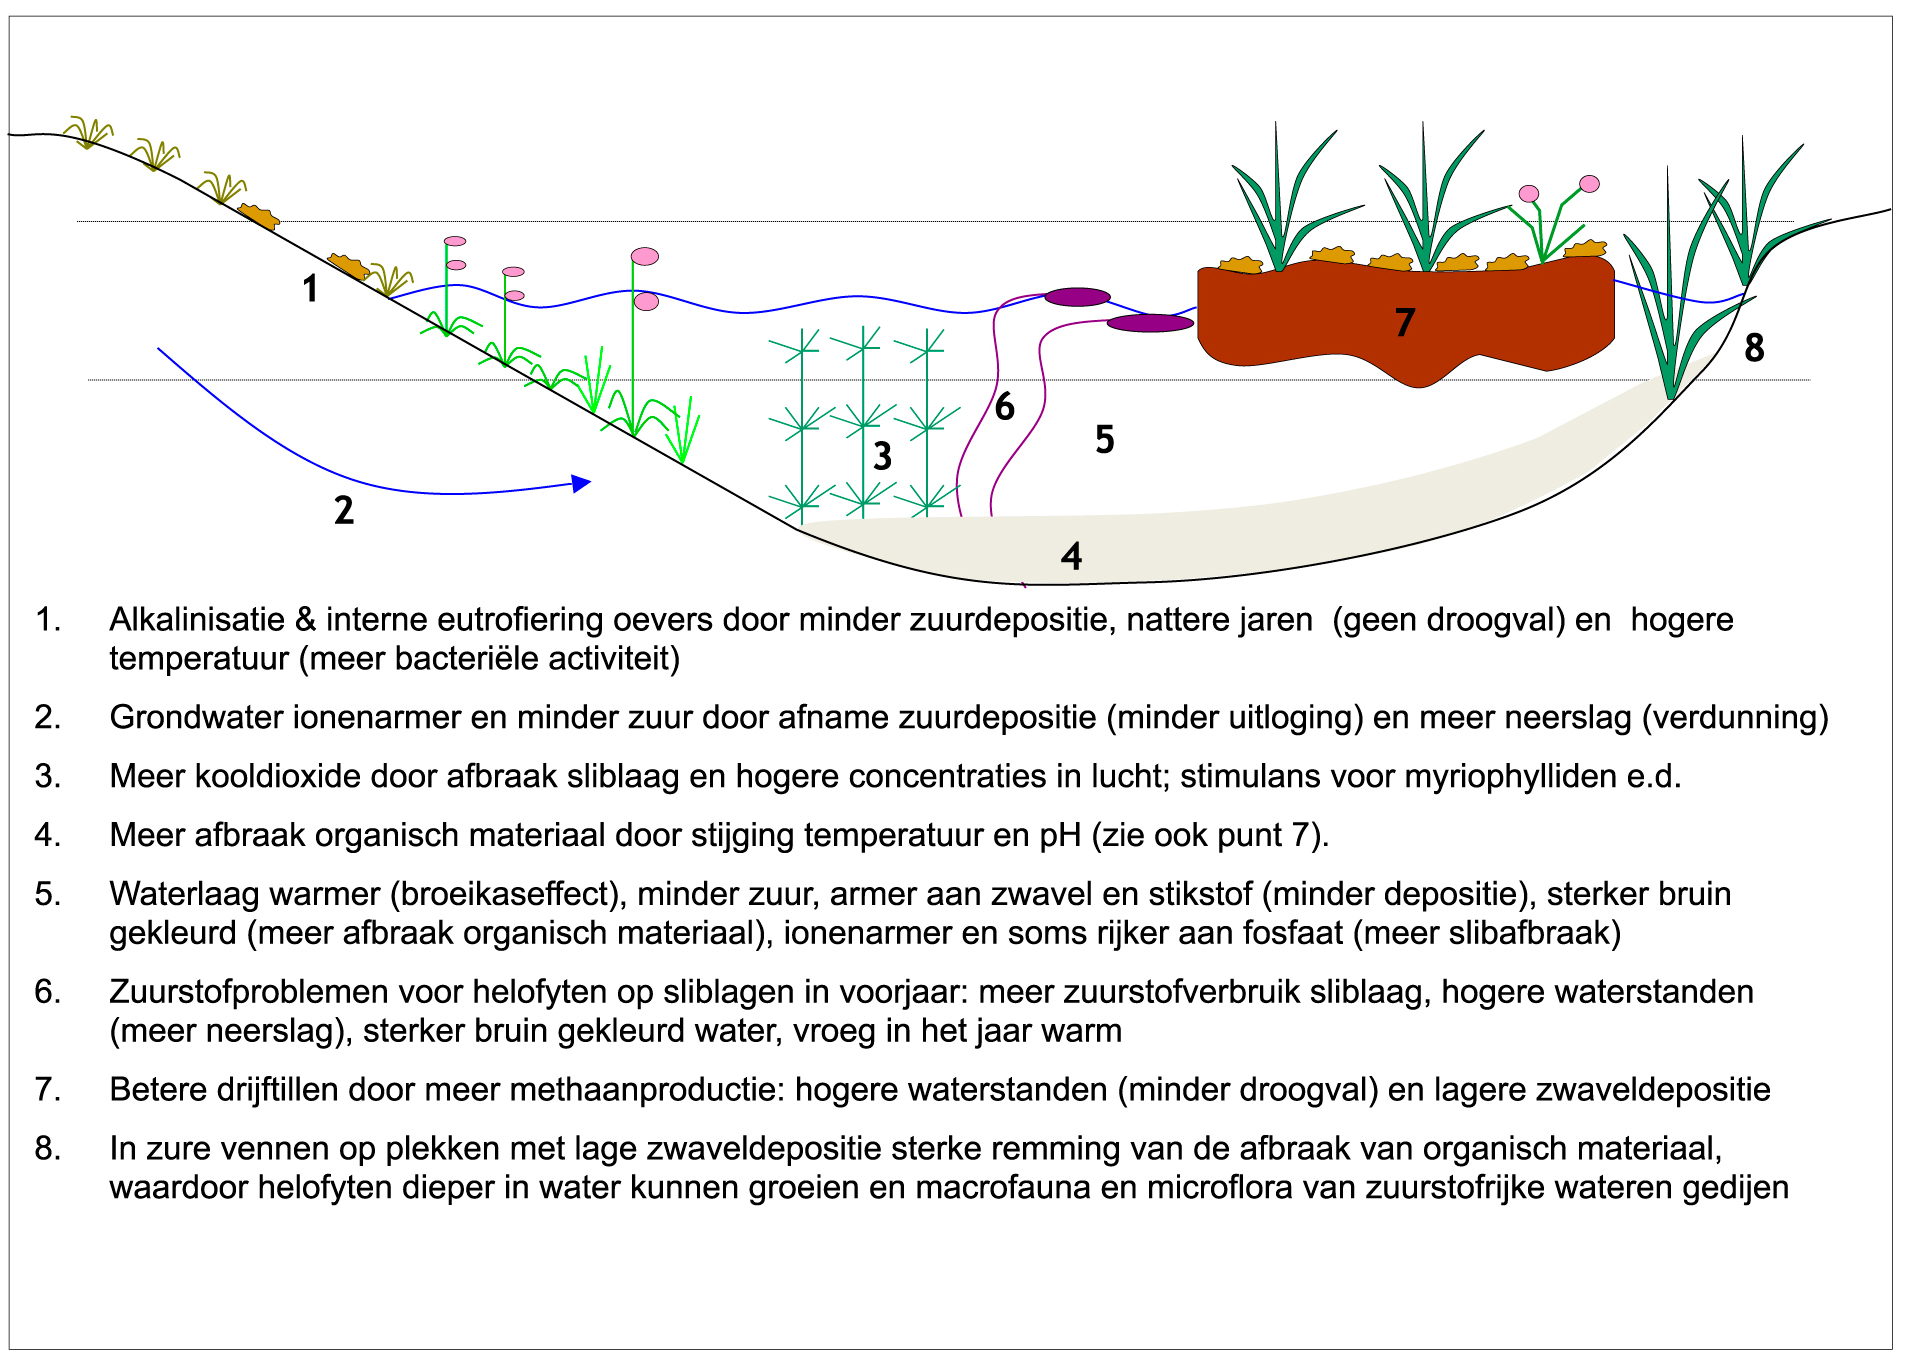 1
2
3
4
5
6
7
8
1. Alkalinisatie & interne eutrofiering oevers door minder zuurdepositie, nattere jaren (geen droogval) en hogere
temperatuur (meer bacteriële activiteit)
2. Grondwater ionenarmer en minder zuur door afname zuurdepositie (minder uitloging) en meer neerslag (verdunning)
3. Meer kooldioxide door afbraak sliblaag en hogere concentraties in lucht; stimulans voor myriophylliden e.d.
4. Meer afbraak organisch materiaal door stijging temperatuur en pH (zie ook punt 7).
5. Waterlaag warmer (broeikaseffect), minder zuur, armer aan zwavel en stikstof (minder depositie), sterker bruin
gekleurd (meer afbraak organisch materiaal), ionenarmer en soms rijker aan fosfaat (meer slibafbraak)
6. Zuurstofproblemen voor helofyten op sliblagen in voorjaar: meer zuurstofverbruik sliblaag, hogere waterstanden
(meer neerslag), sterker bruin gekleurd water, vroeg in het jaar warm
7. Betere drijftillen door meer methaanproductie: hogere waterstanden (minder droogval) en lagere zwaveldepositie
8. In zure vennen op plekken met lage zwaveldepositie sterke remming van de afbraak van organisch materiaal,
waardoor helofyten dieper in water kunnen groeien en macrofauna en microflora van zuurstofrijke wateren gedijen